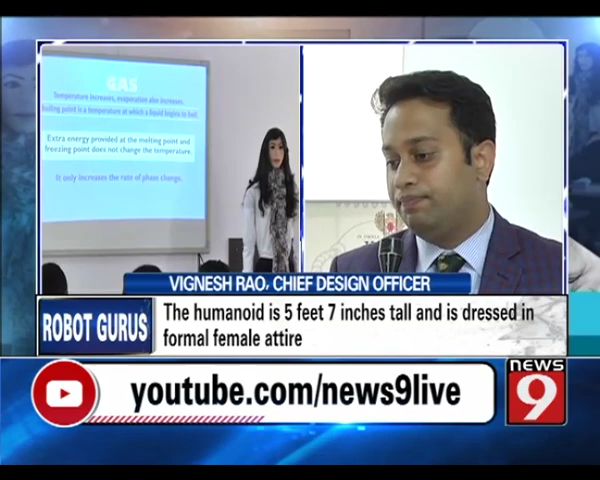 GAS
Temperature increases, evaporation also increases.
Boiling point is a temperature at which a liquid begins to boil
Extra energy provided at the melting point and
freezing point does not change the temperature.
It only increases the rate of phase change.
VIGNESH RAO, CHIEF DESIGN OFFICER
ROBOT GURUS
The humanoid is 5 feet 7 inches tall and is dressed in
formal female attire
youtube.com/news9live
NEWS
9